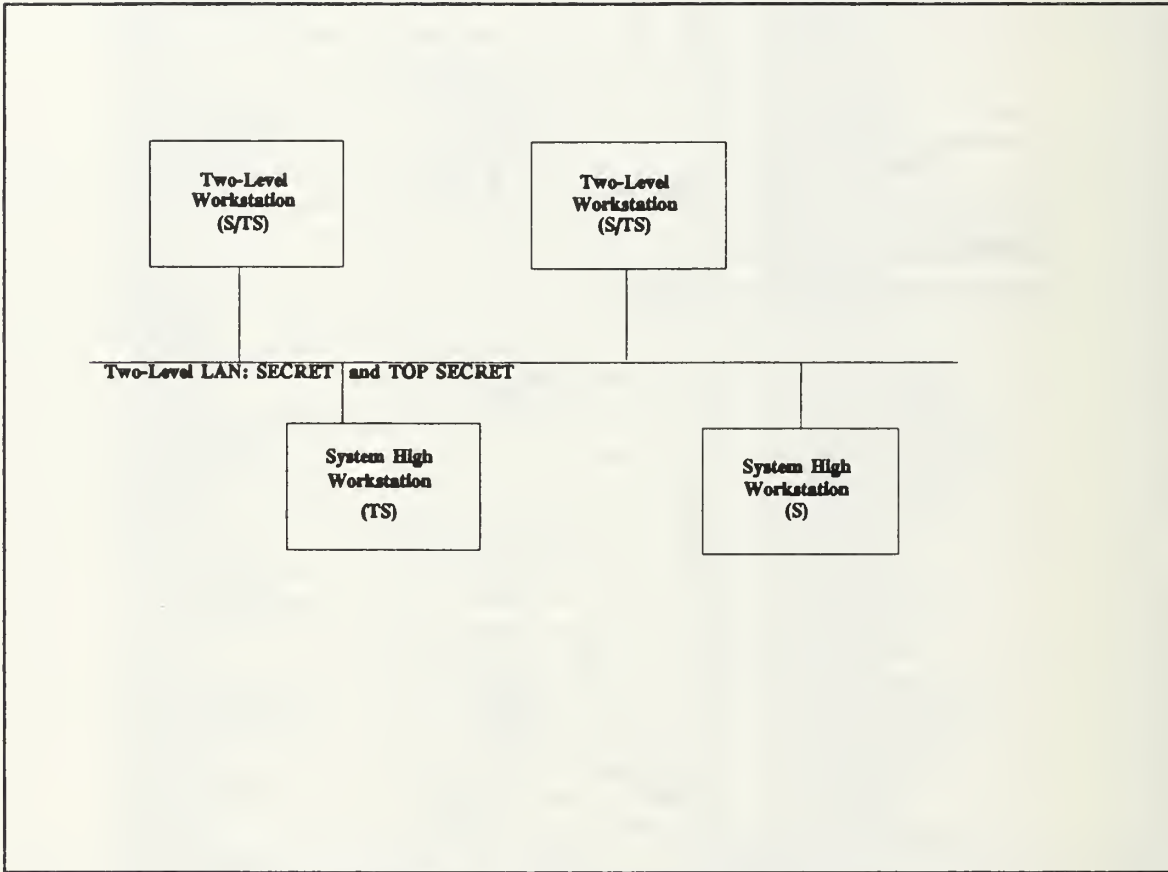 Two-Level
Workstation
(S/TS)
Two-Level
Workstation
(S/TS)
Two-Level LAN: SECRET and TOP SECRET
System High
Workstation
(TS)
System High
Workstation
(S)